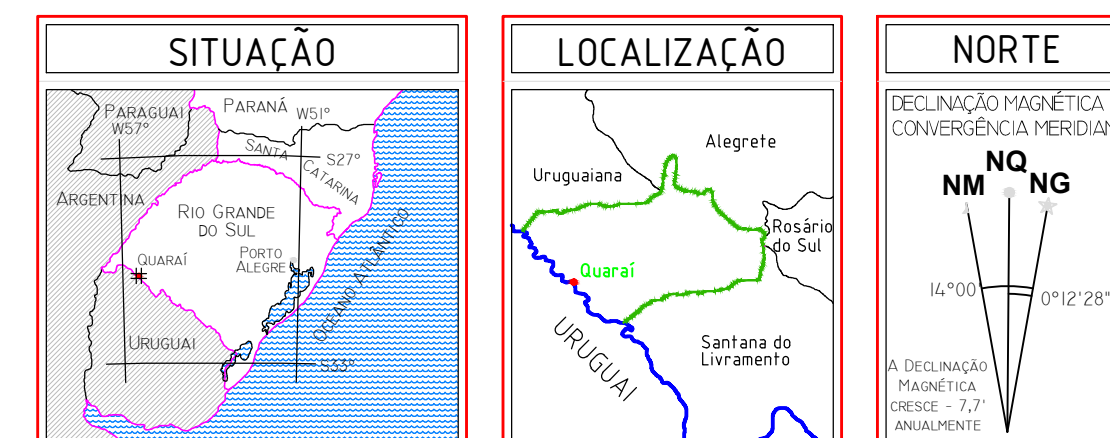 SITUAÇÃO
PARAGUAI
PARANÁ
W57°
W51°
SANTA
CATARINA
S27°
ARGENTINA
RIO GRANDE
DO SUL
QUARAÍ
PORTO
ALEGRE
OCEANO ATLÂNTICO
URUGUAI
S33°
LOCALIZAÇÃO
Alegrete
Uruguaiana
Rosário
do Sul
Quaraí
URUGUAI
Santana do
Livramento
NORTE
DECLINAÇÃO MAGNÉTICA
CONVERGÊNCIA MERIDIAN
NQ
NM
NG
14°00'
0°12'28"
A DECLINAÇÃO
MAGNÉTICA
CRESCE - 7,7'
ANUALMENTE